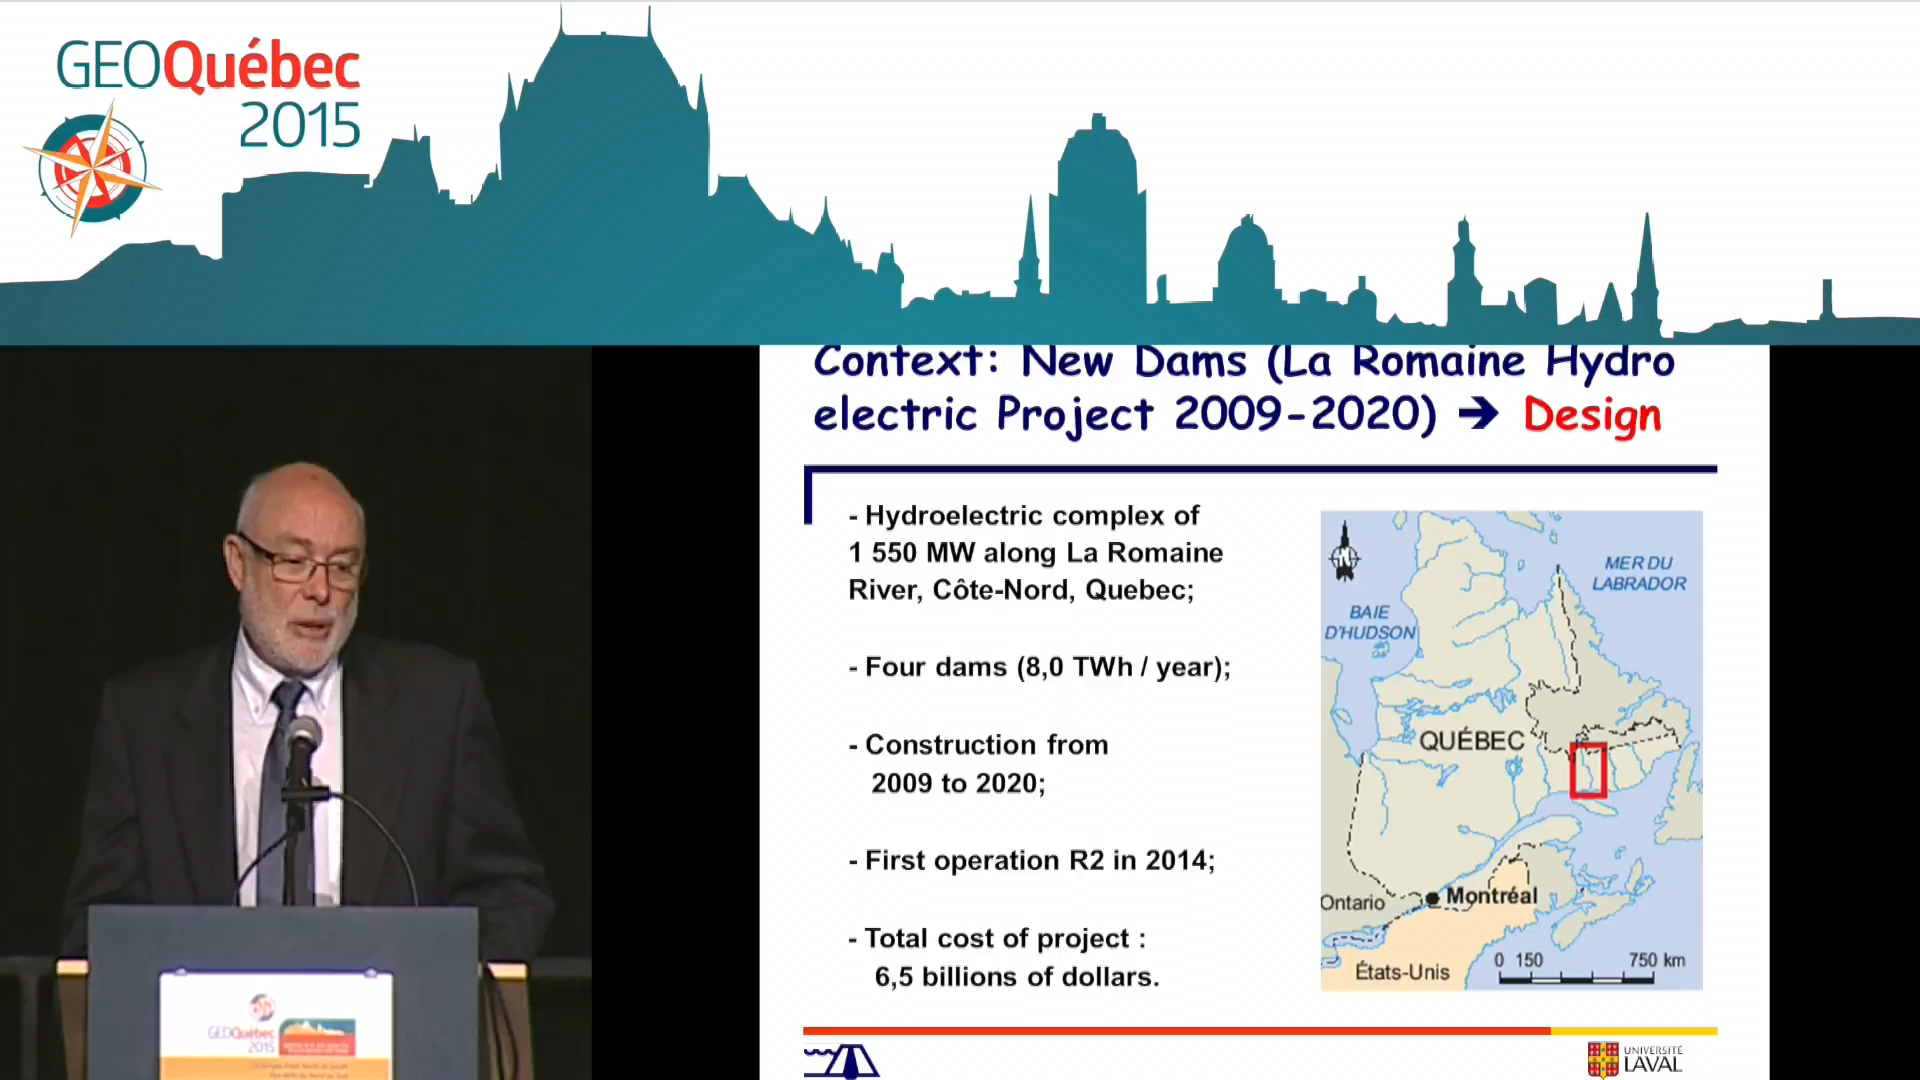 GEOQuébec
2015
Context: New Dams (La Romaine Hydro
electric Project 2009-2020) → Design
- Hydroelectric complex of
1 550 MW along La Romaine
River, Côte-Nord, Quebec;
- Four dams (8,0 TWh / year);
- Construction from
2009 to 2020;
- First operation R2 in 2014;
- Total cost of project :
6,5 billions of dollars.
N
MER DU
LABRADOR
BAIE
D'HUDSON
QUÉBEC
Ontario
Montréal
États-Unis
0 150 750 km
UNIVERSITÉ
LAVAL
GEOQuébec
2015